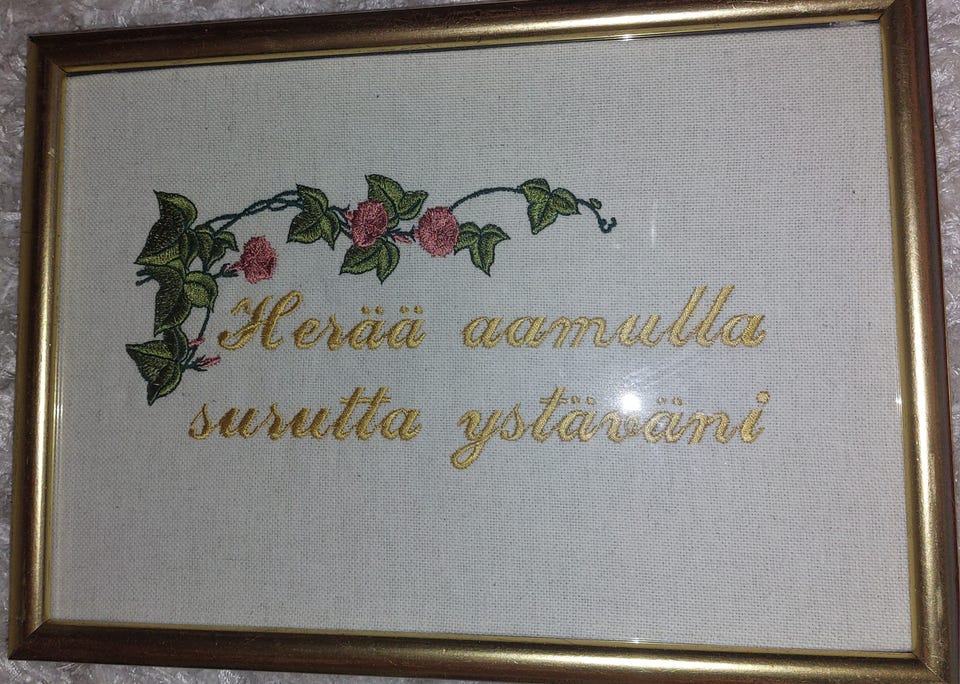 Herää aamulla
surutta ystäväni